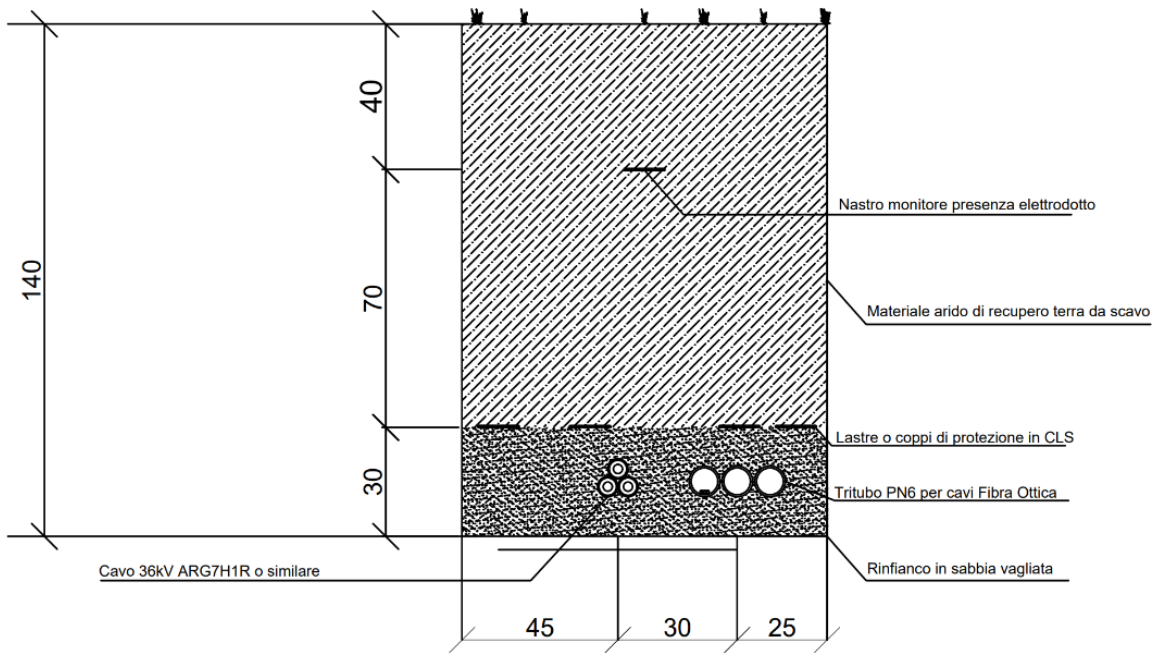 40
140
70
30
Nastro monitore presenza elettrodotto
Materiale arido di recupero terra da scavo
Lastre o coppi di protezione in CLS
Tritubo PN6 per cavi Fibra Ottica
Cavo 36kV ARG7H1R o similare
Rinfianco in sabbia vagliata
45
30
25